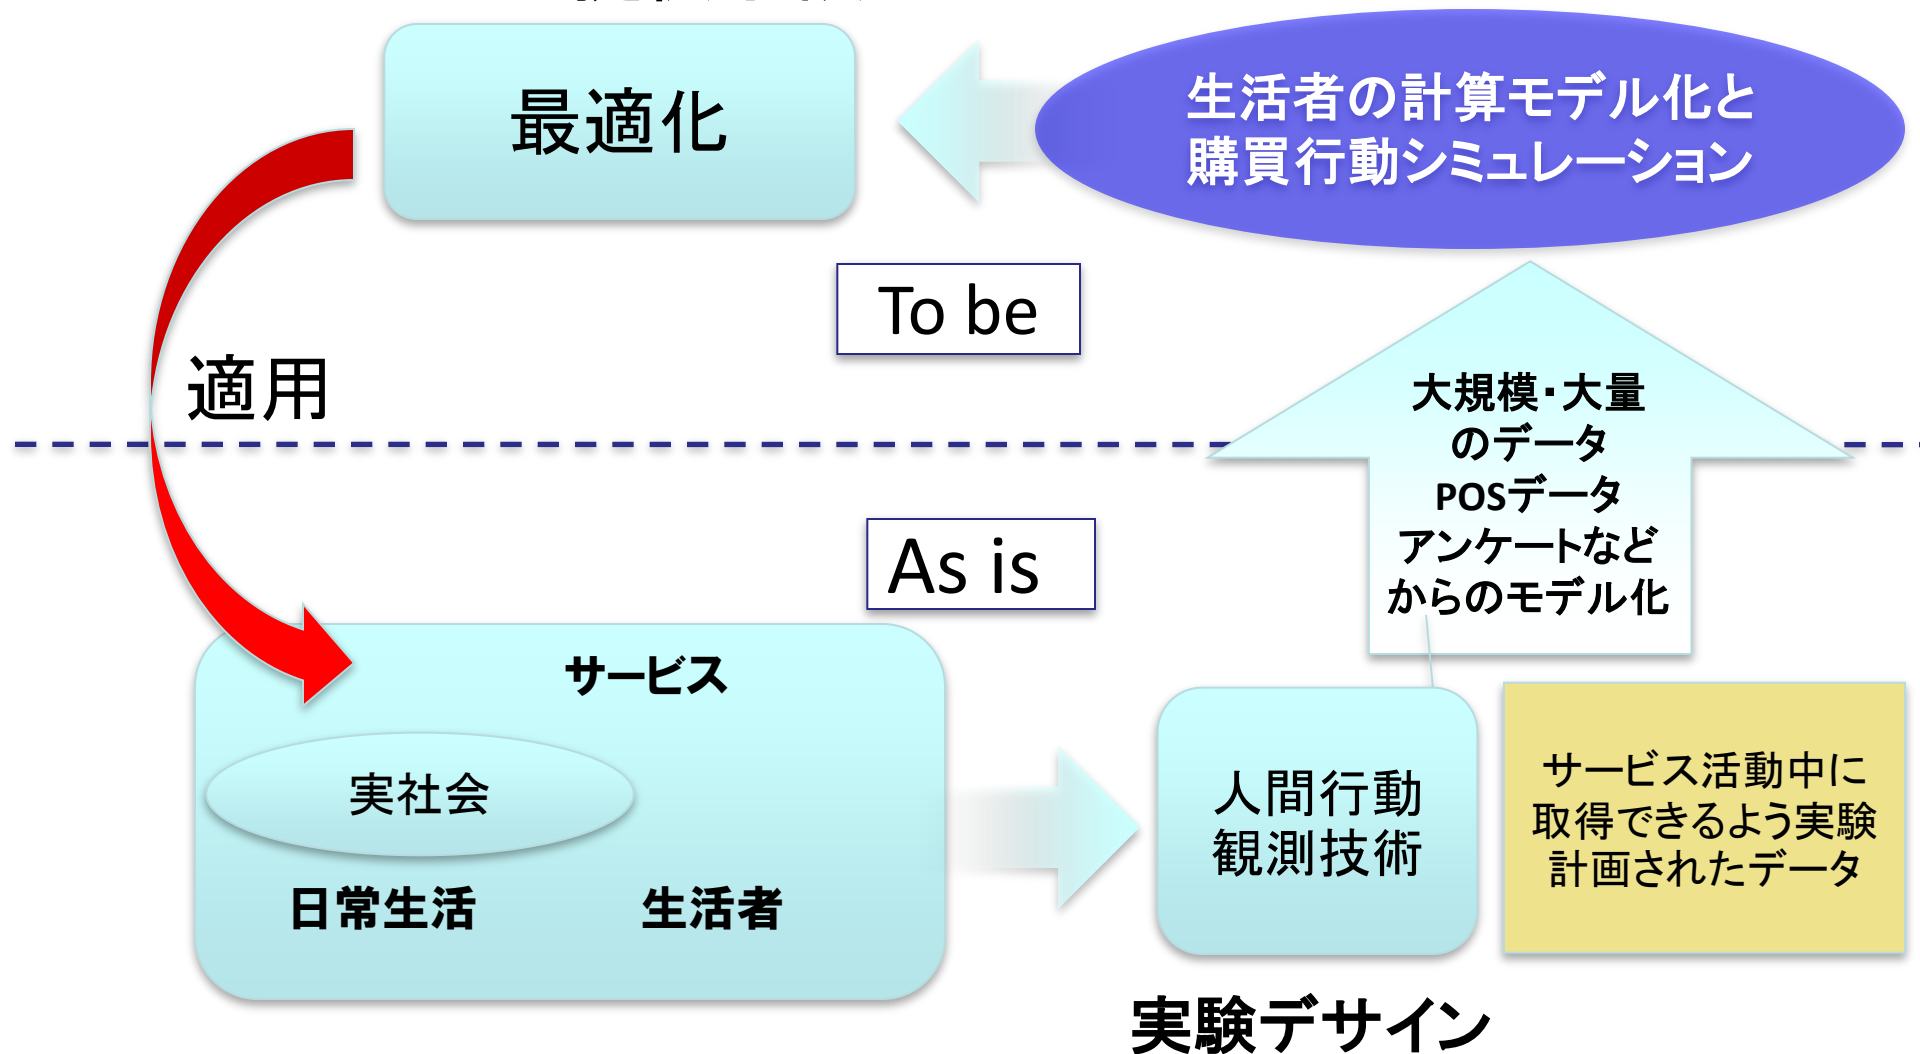 最適化
生活者の計算モデル化と
購買行動シミュレーション
To be
適用
大規模・大量
のデータ
POSデータ
アンケートなど
からのモデル化
As is
サービス
実社会
日常生活
生活者
人間行動
観測技術
サービス活動中に
取得できるよう実験
計画されたデータ
実験デサイン